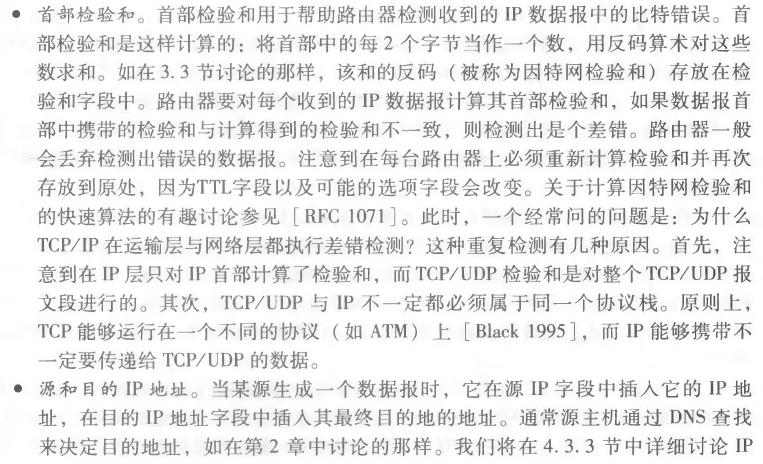 ● 首部检验和。首部检验和用于帮助路由器检测收到的 IP 数据报中的比特错误。首
部检验和是这样计算的：将首部中的每 2 个字节当作一个数，用反码算术对这些
数求和。如在 3.3 节讨论的那样，该和的反码（被称为因特网检验和）存放在检
验和字段中。路由器要对每个收到的 IP 数据报计算其首部检验和，如果数据报首
部中携带的检验和与计算得到的检验和不一致，则检测出是个差错。路由器一般
会丢弃检测出错误的数据报。注意到在每台路由器上必须重新计算检验和并再次
存放到原处，因为TTL字段以及可能的选项字段会改变。关于计算因特网检验和
的快速算法的有趣讨论参见［RFC 1071］。此时，一个经常问的问题是：为什么
TCP/IP 在运输层与网络层都执行差错检测？这种重复检测有几种原因。首先，注
意到在 IP 层只对 IP 首部计算了检验和，而 TCP/UDP 检验和是对整个 TCP/UDP 报
文段进行的。其次，TCP/UDP 与 IP 不一定都必须属于同一个协议栈。原则上，
TCP 能够运行在一个不同的协议（如 ATM）上［Black 1995］，而 IP 能够携带不
一定要传递给 TCP/UDP 的数据。
● 源和目的 IP 地址。当某源生成一个数据报时，它在源 IP 字段中插入它的 IP 地
址，在目的 IP 地址字段中插入其最终目的地的地址。通常源主机通过 DNS 查找
来决定目的地址，如在第 2 章中讨论的那样。我们将在 4.3.3 节中详细讨论 IP